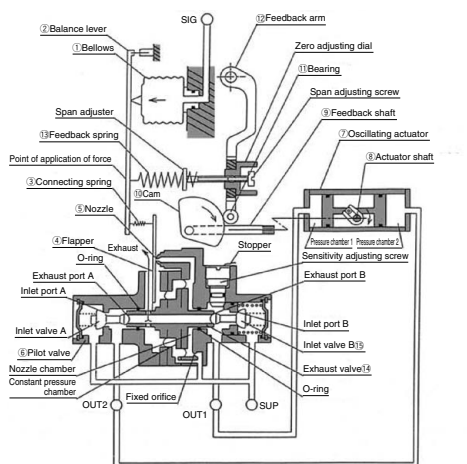 SIG
⑫Feedback arm
②Balance lever
①Bellows
Zero adjusting dial
⑪Bearing
Span adjuster
Span adjusting screw
⑬Feedback spring
⑨Feedback shaft
Point of application of force
⑦Oscillating actuator
③Connecting spring
⑩Cam
⑧Actuator shaft
⑤Nozzle
④Flapper
Exhaust
Stopper
Pressure chamber 1
Pressure chamber 2
O-ring
Sensitivity adjusting screw
Exhaust port A
Exhaust port B
Inlet port A
Inlet valve A
Inlet port B
⑥Pilot valve
Inlet valve B⑮
Nozzle chamber
Exhaust valve⑭
Constant pressure
chamber
Fixed orifice
O-ring
OUT2
OUT1
SUP